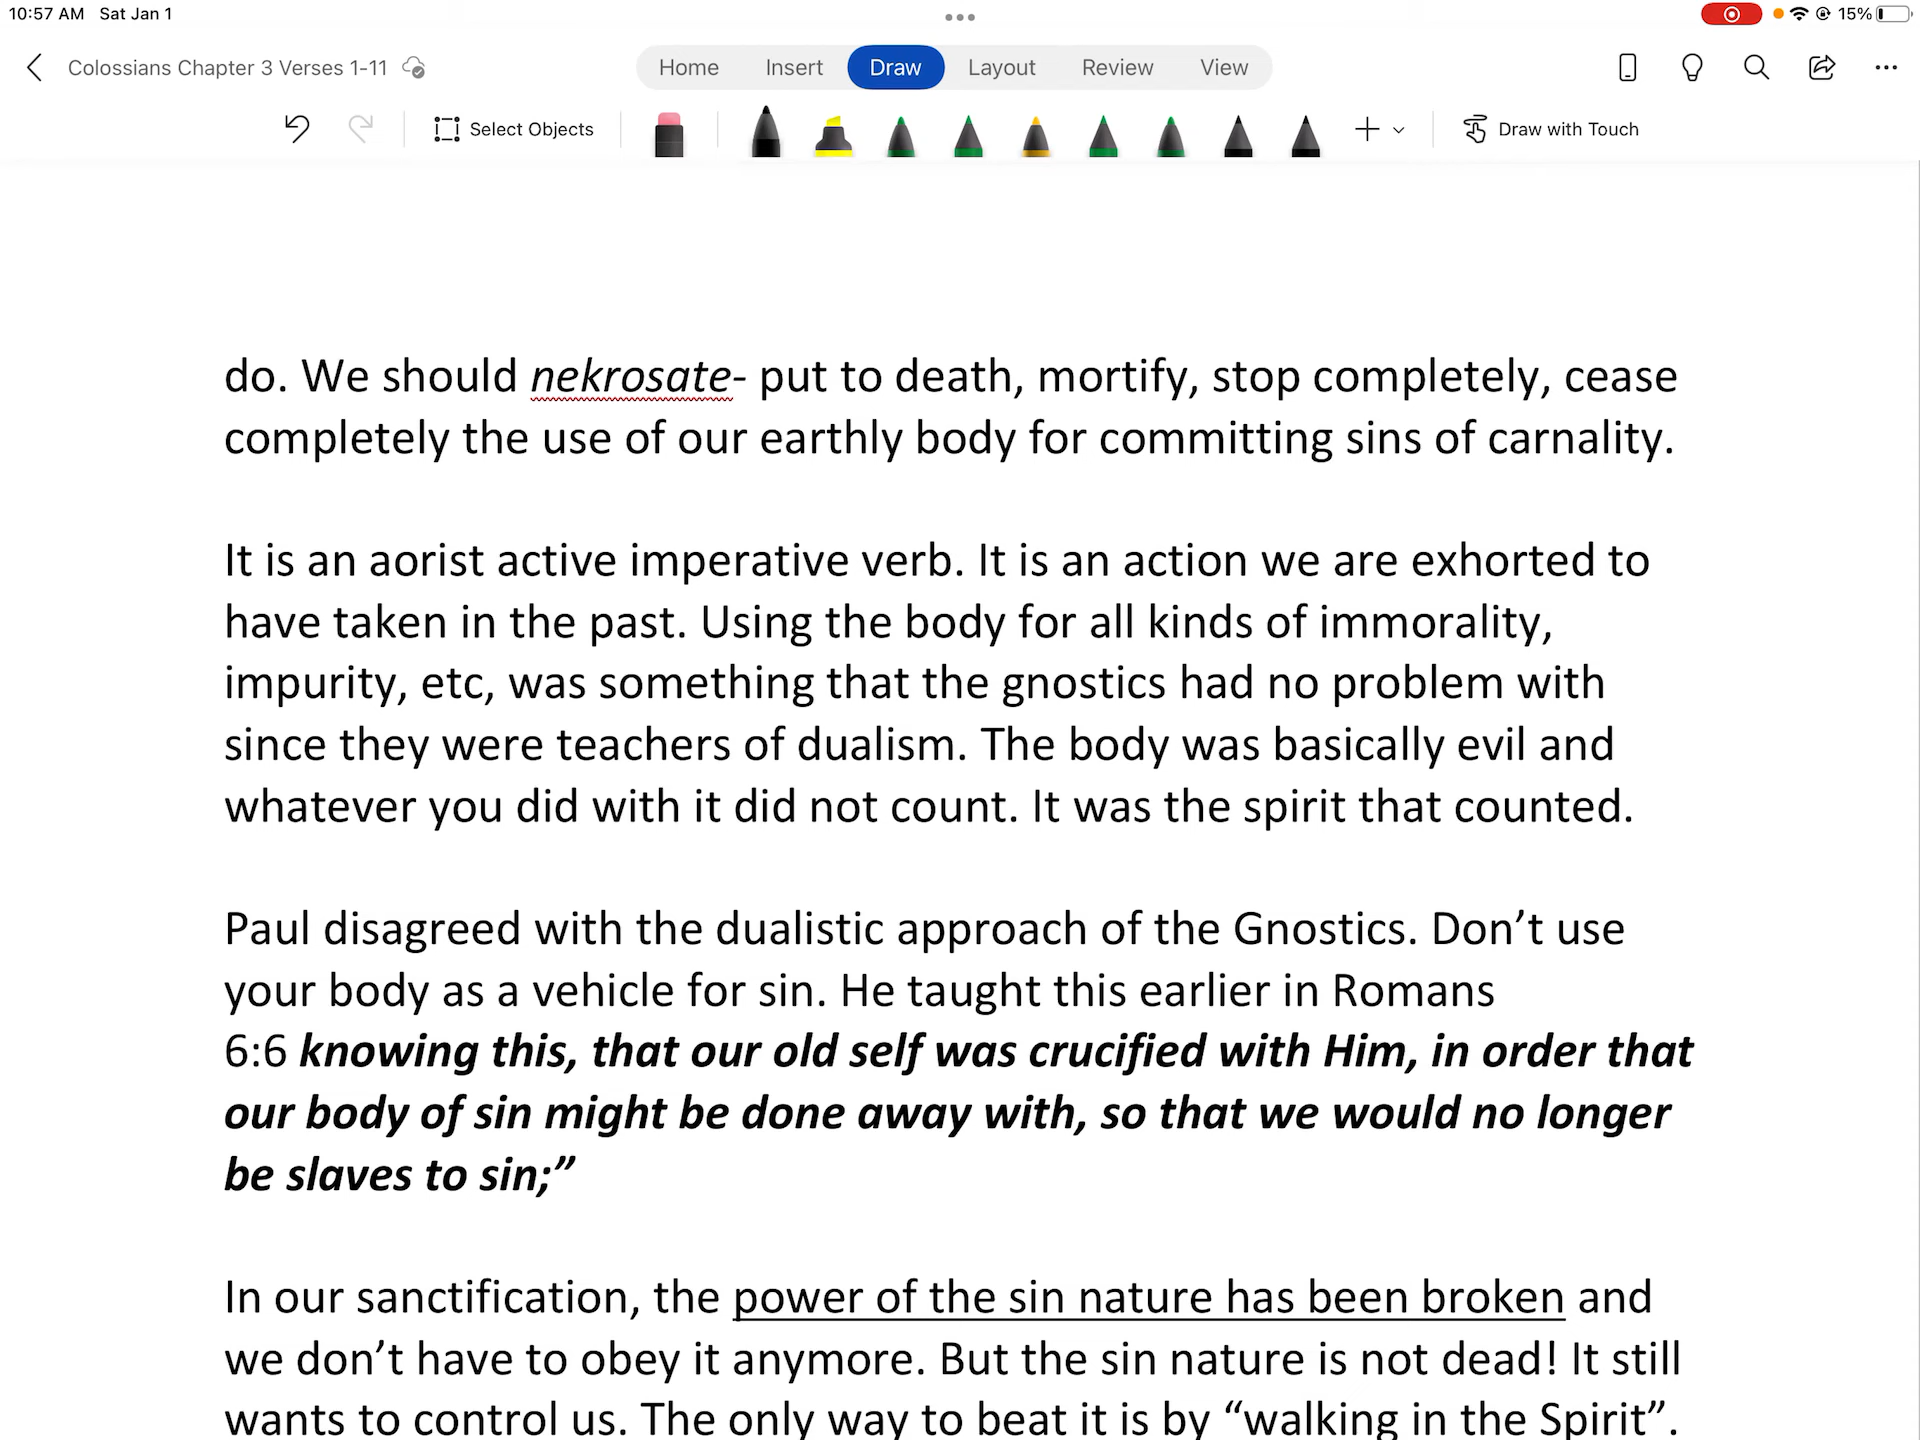 10:57 AM Sat Jan 1
15%
Colossians Chapter 3 Verses 1-11
Home Insert Draw Layout Review View
Select Objects
Draw with Touch
do. We should nekrosate- put to death, mortify, stop completely, cease
completely the use of our earthly body for committing sins of carnality.
It is an aorist active imperative verb. It is an action we are exhorted to
have taken in the past. Using the body for all kinds of immorality,
impurity, etc, was something that the gnostics had no problem with
since they were teachers of dualism. The body was basically evil and
whatever you did with it did not count. It was the spirit that counted.
Paul disagreed with the dualistic approach of the Gnostics. Don’t use
your body as a vehicle for sin. He taught this earlier in Romans
6:6 knowing this, that our old self was crucified with Him, in order that
our body of sin might be done away with, so that we would no longer
be slaves to sin;”
In our sanctification, the power of the sin nature has been broken and
we don’t have to obey it anymore. But the sin nature is not dead! It still
wants to control us. The only way to beat it is by “walking in the Spirit”.